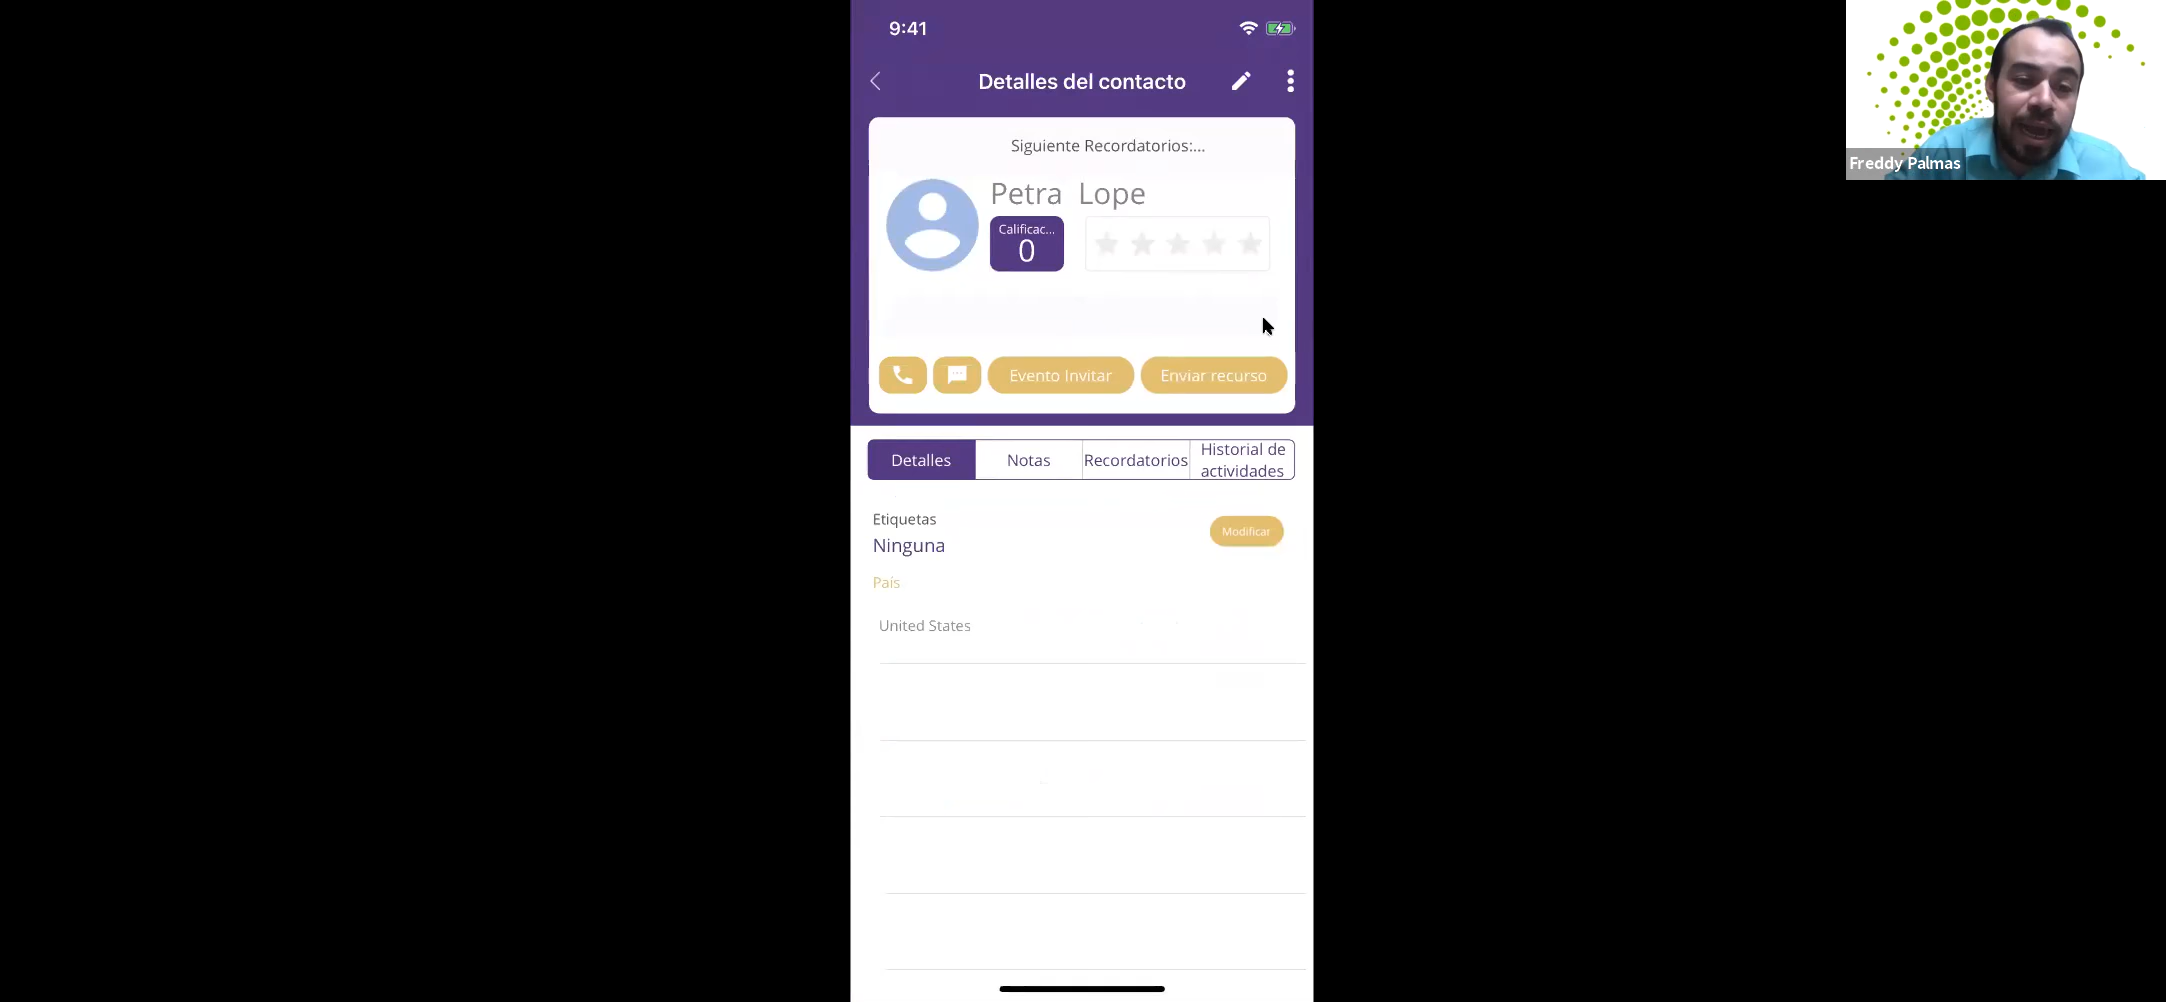 9:41
Detalles del contacto
Siguiente Recordatorios:...
Petra Lope
Calificac...
0
Evento Invitar
Enviar recurso
Detalles
Notas
Recordatorios
Historial de
actividades
Etiquetas
Modificar
Ninguna
País
United States
Freddy Palmas